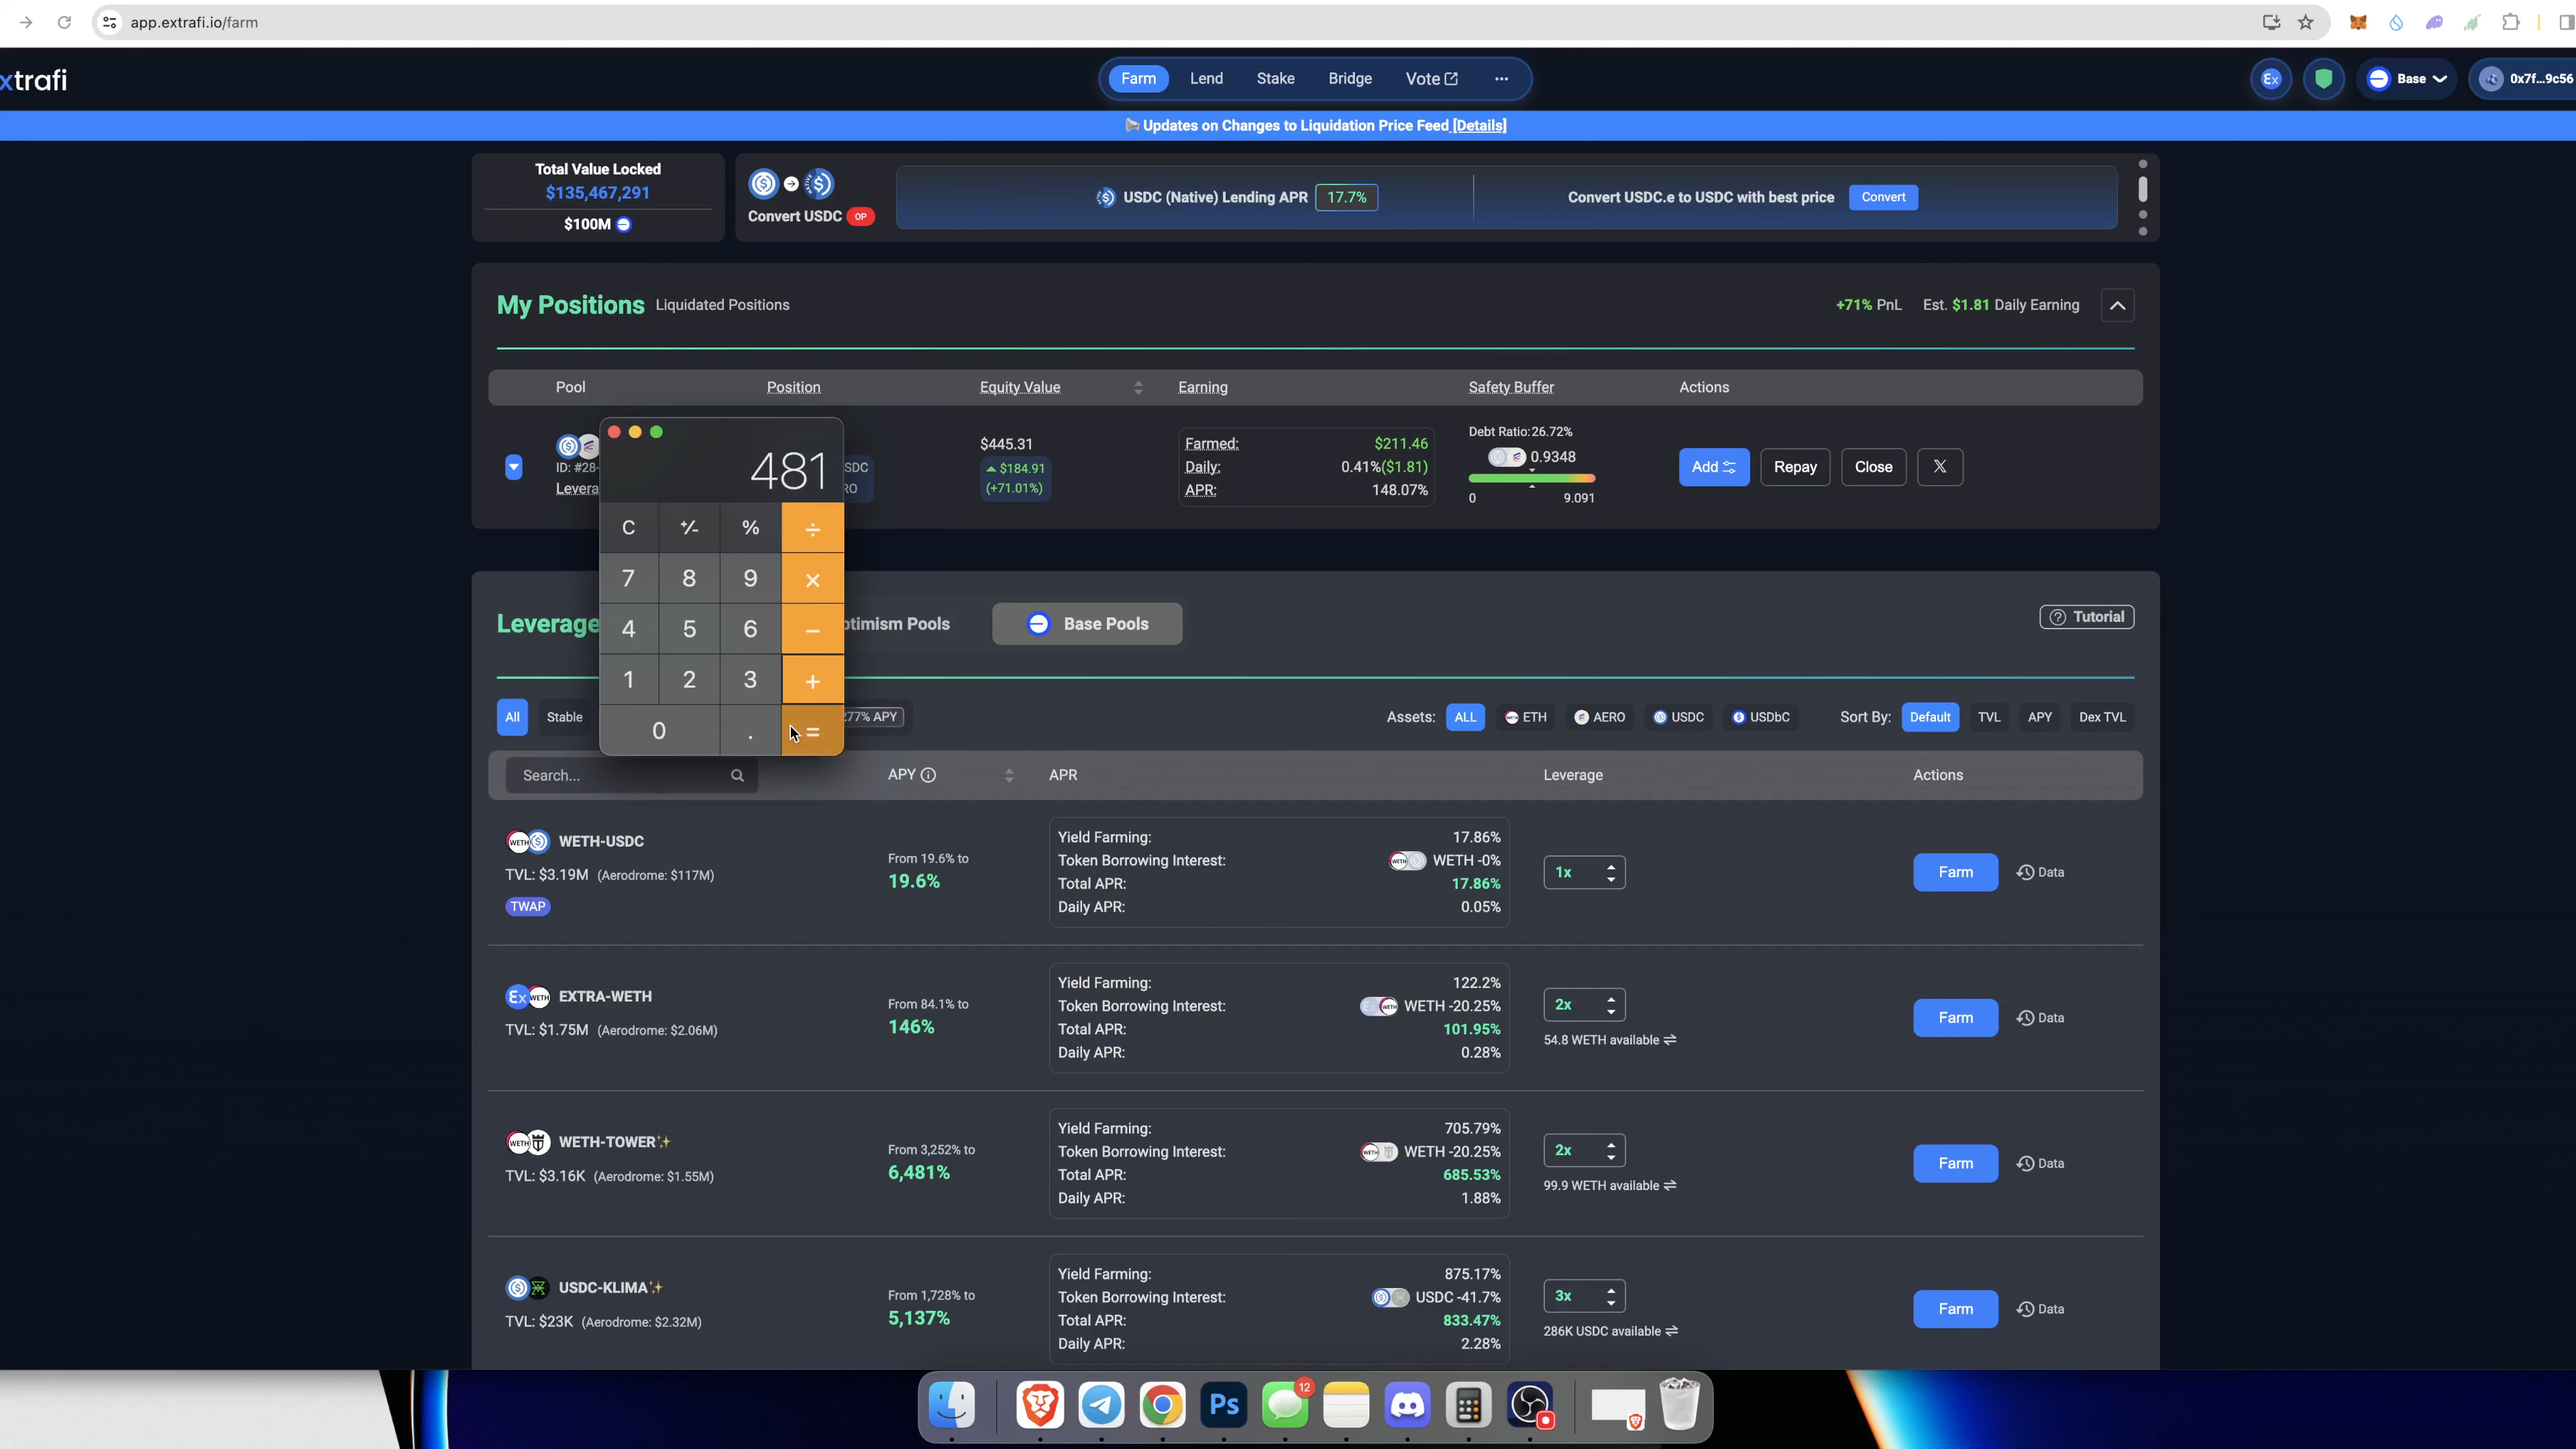 app.extrafi.io/farm
xtrafi
Farm Lend Stake Bridge Vote ···
Ex Base 0x7f...9c56
Updates on Changes to Liquidation Price Feed [Details]
Total Value Locked
$135,467,291
$100M
Convert USDC OP
USDC (Native) Lending APR 17.7%
Convert USDC.e to USDC with best price Convert
My Positions Liquidated Positions
+71% PnL Est. $1.81 Daily Earning
Pool Position Equity Value Earning Safety Buffer Actions
ID: #28-
Levera
SDC
RO
$445.31
$184.91
(+71.01%)
Farmed: $211.46
Daily: 0.41%($1.81)
APR: 148.07%
Debt Ratio:26.72%
0.9348
0 9.091
Add Repay Close X
481
C +/- % ÷
7 8 9 ×
4 5 6 −
1 2 3 +
0 . =
Leverage
ptimism Pools Base Pools
Tutorial
All Stable 277% APY
Assets: ALL ETH AERO USDC USDbC
Sort By: Default TVL APY Dex TVL
Search... APY APR Leverage Actions
WETH-USDC
TVL: $3.19M (Aerodrome: $117M)
TWAP
From 19.6% to
19.6%
Yield Farming: 17.86%
Token Borrowing Interest: WETH -0%
Total APR: 17.86%
Daily APR: 0.05%
1x
Farm Data
EXTRA-WETH
TVL: $1.75M (Aerodrome: $2.06M)
From 84.1% to
146%
Yield Farming: 122.2%
Token Borrowing Interest: WETH -20.25%
Total APR: 101.95%
Daily APR: 0.28%
2x
54.8 WETH available
Farm Data
WETH-TOWER
TVL: $3.16K (Aerodrome: $1.55M)
From 3,252% to
6,481%
Yield Farming: 705.79%
Token Borrowing Interest: WETH -20.25%
Total APR: 685.53%
Daily APR: 1.88%
2x
99.9 WETH available
Farm Data
USDC-KLIMA
TVL: $23K (Aerodrome: $2.32M)
From 1,728% to
5,137%
Yield Farming: 875.17%
Token Borrowing Interest: USDC -41.7%
Total APR: 833.47%
Daily APR: 2.28%
3x
286K USDC available
Farm Data
Ps
12